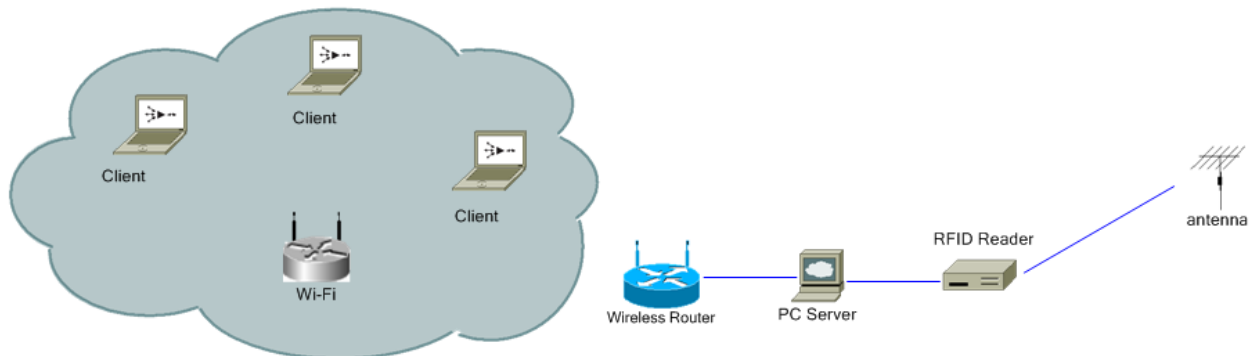 Client
Client
Client
Wi-Fi
Wireless Router
PC Server
RFID Reader
antenna